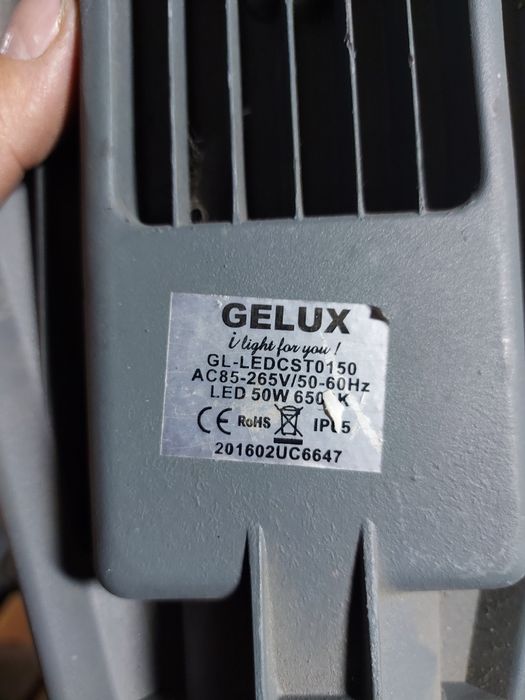 GELUX
i light for you !
GL-LEDCST0150
AC85-265V/50-60Hz
LED 50W
CE RoHS
201602UC6647